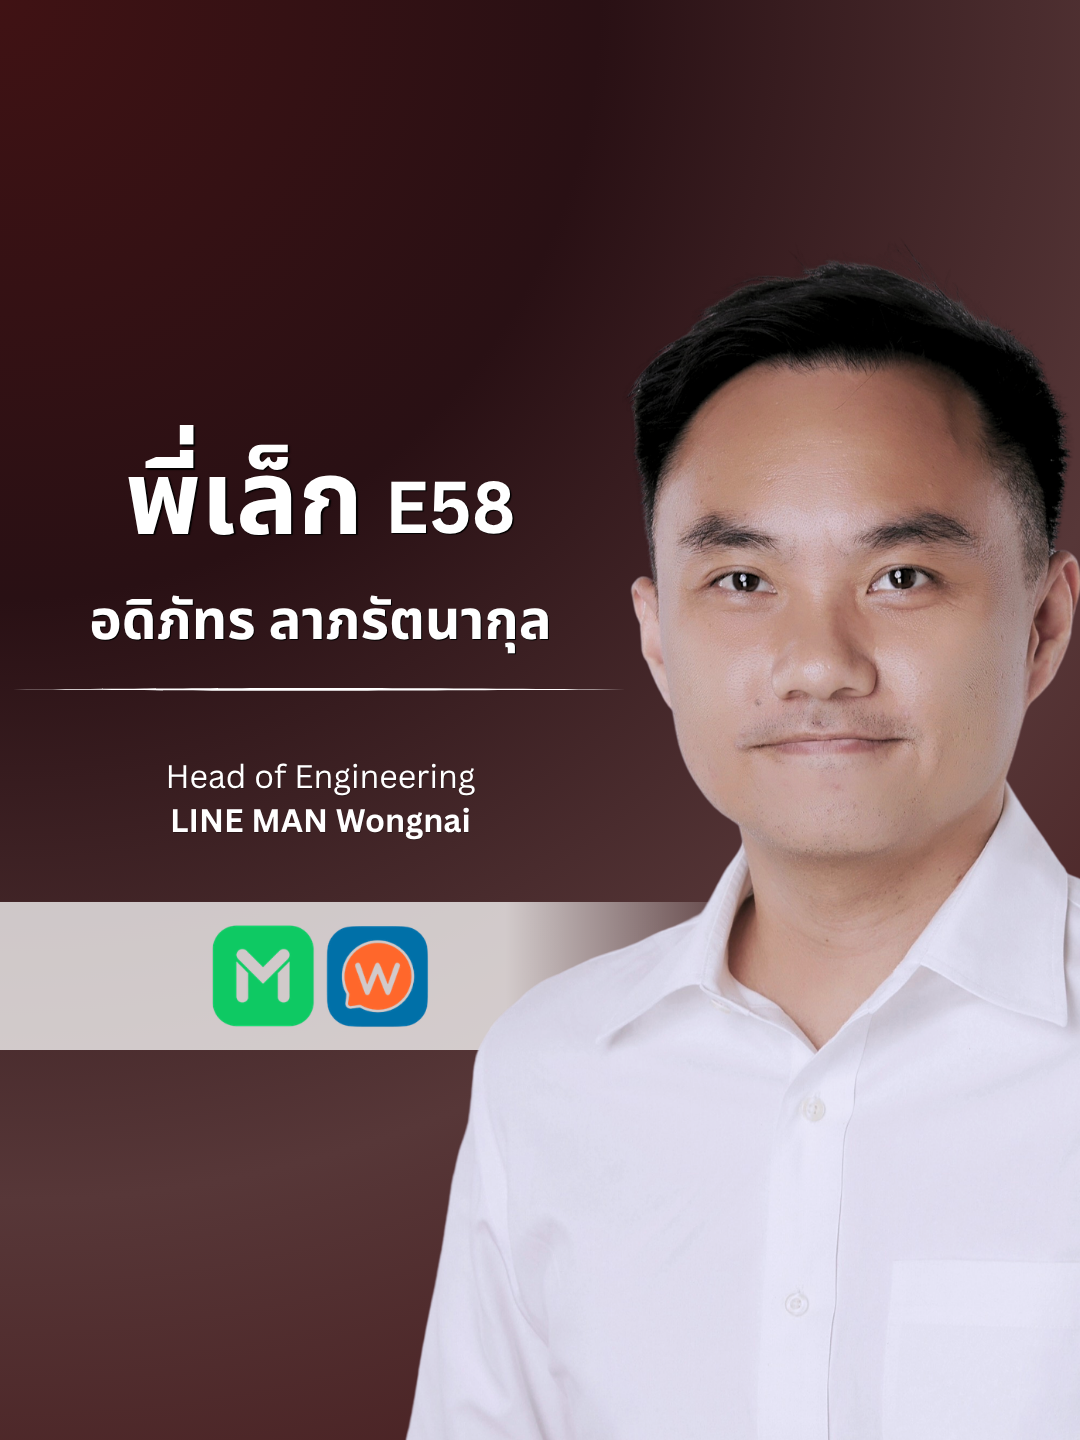 พี่เล็ก E58
อดิภัทร ลาภรัตนากุล
Head of Engineering
LINE MAN Wongnai